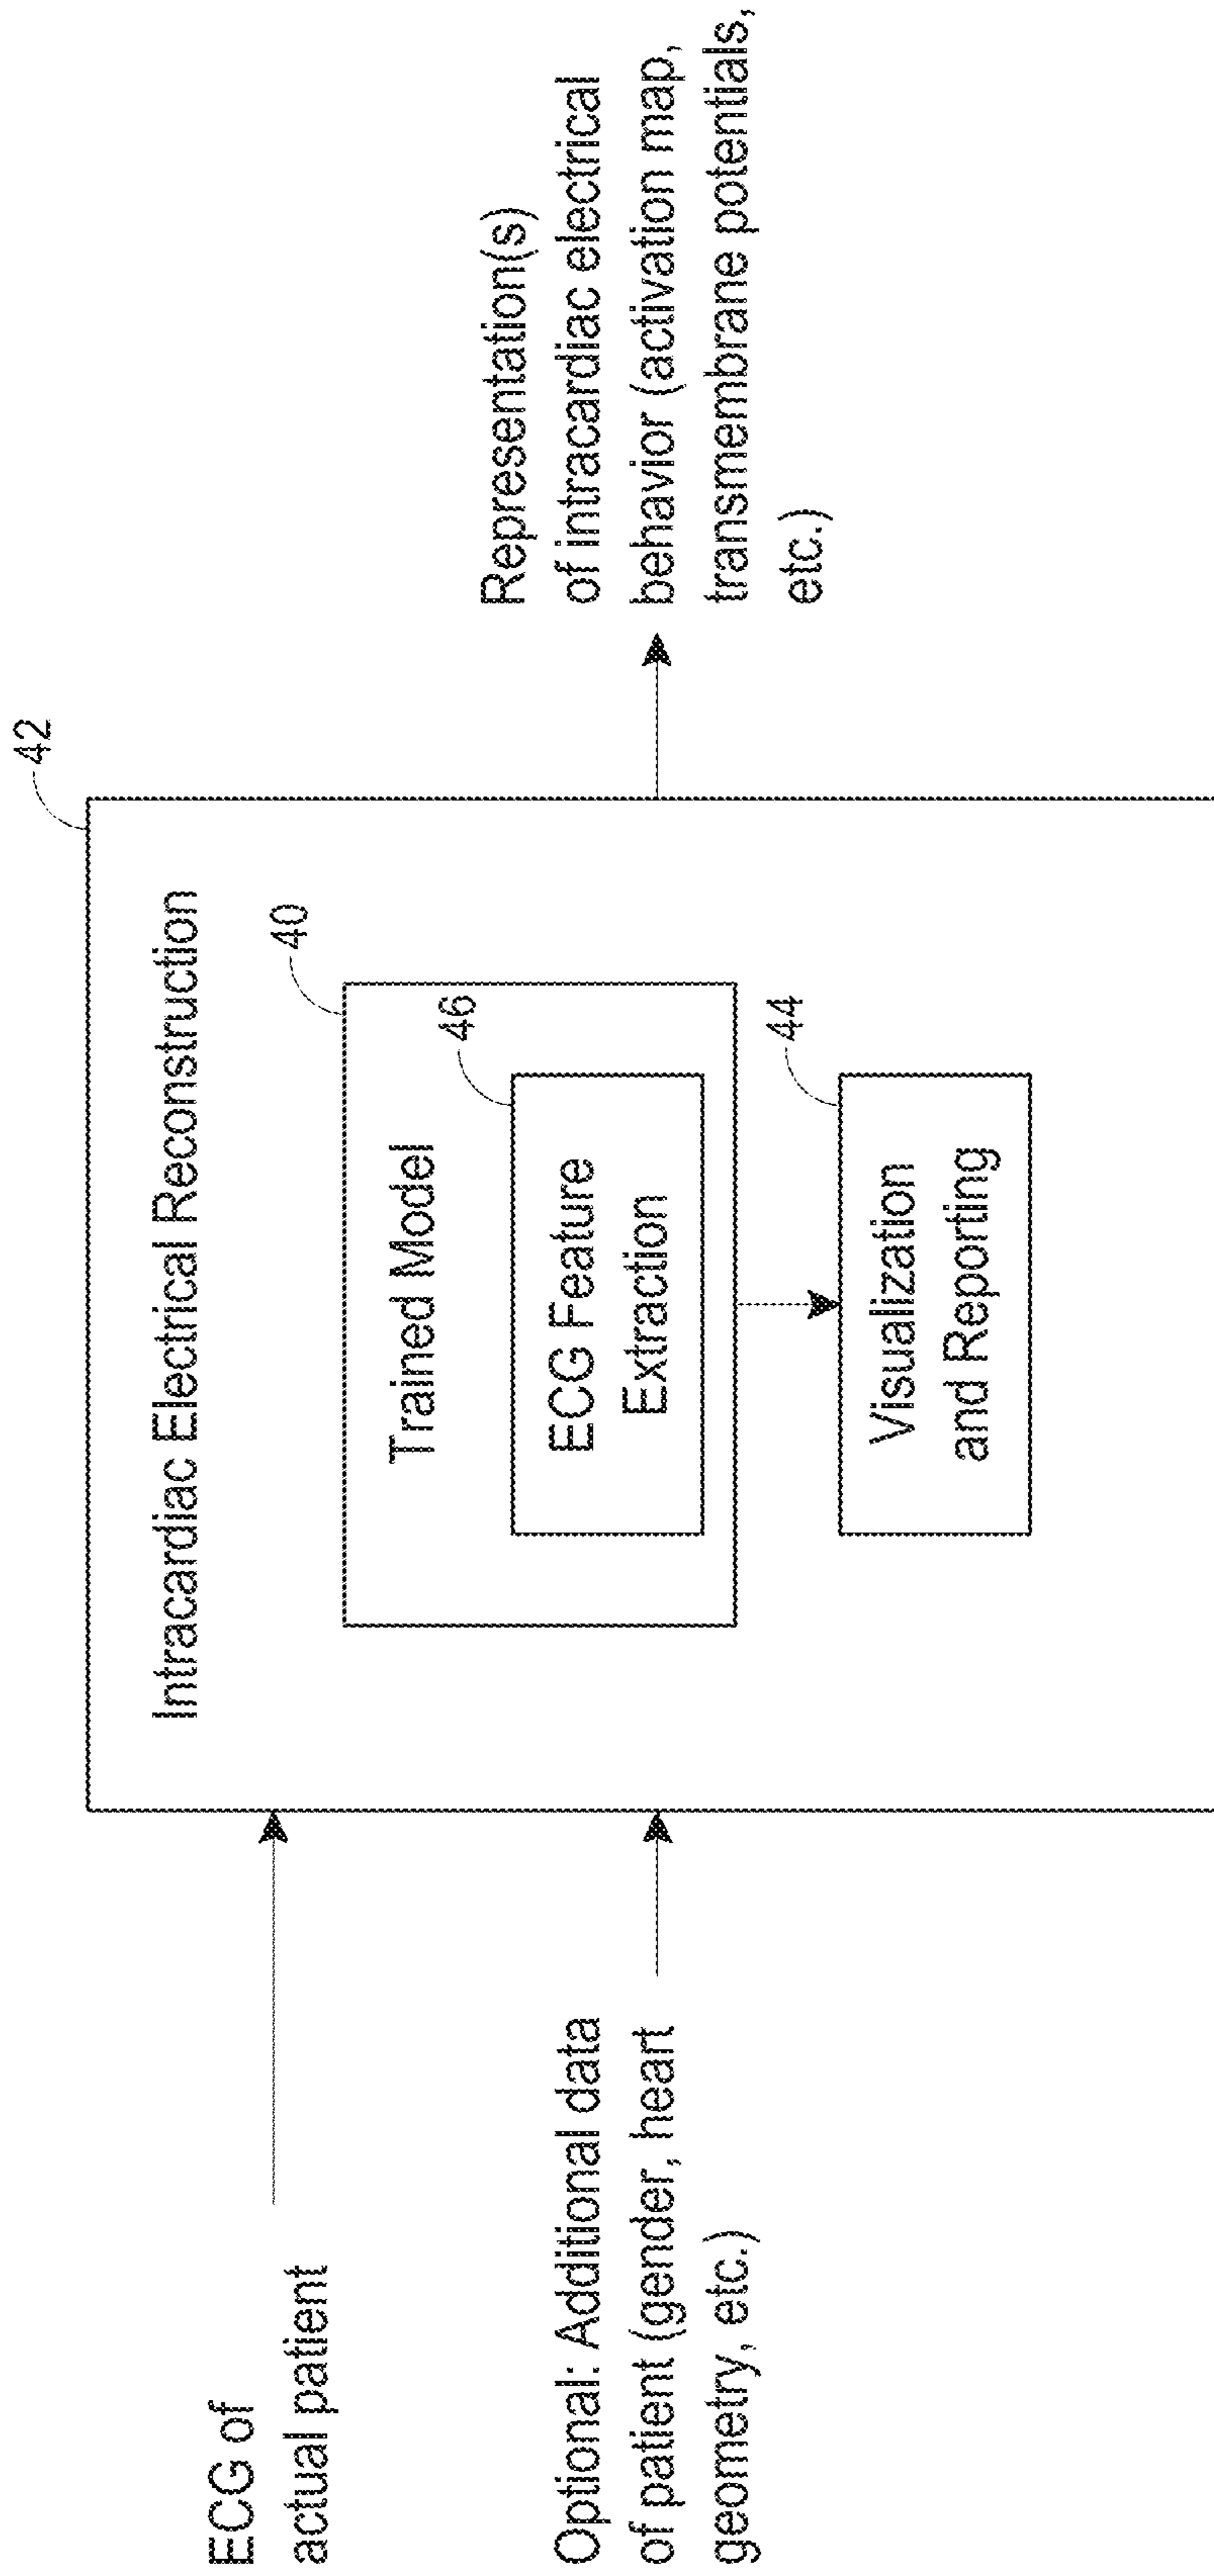 ECG of
actual patient
Optional: Additional data
of patient (gender, heart
geometry, etc.)
42
Intracardiac Electrical Reconstruction
40
Trained Model
46
ECG Feature
Extraction
44
Visualization
and Reporting
Representation(s)
of intracardiac electrical
behavior (activation map,
transmembrane potentials,
etc.)